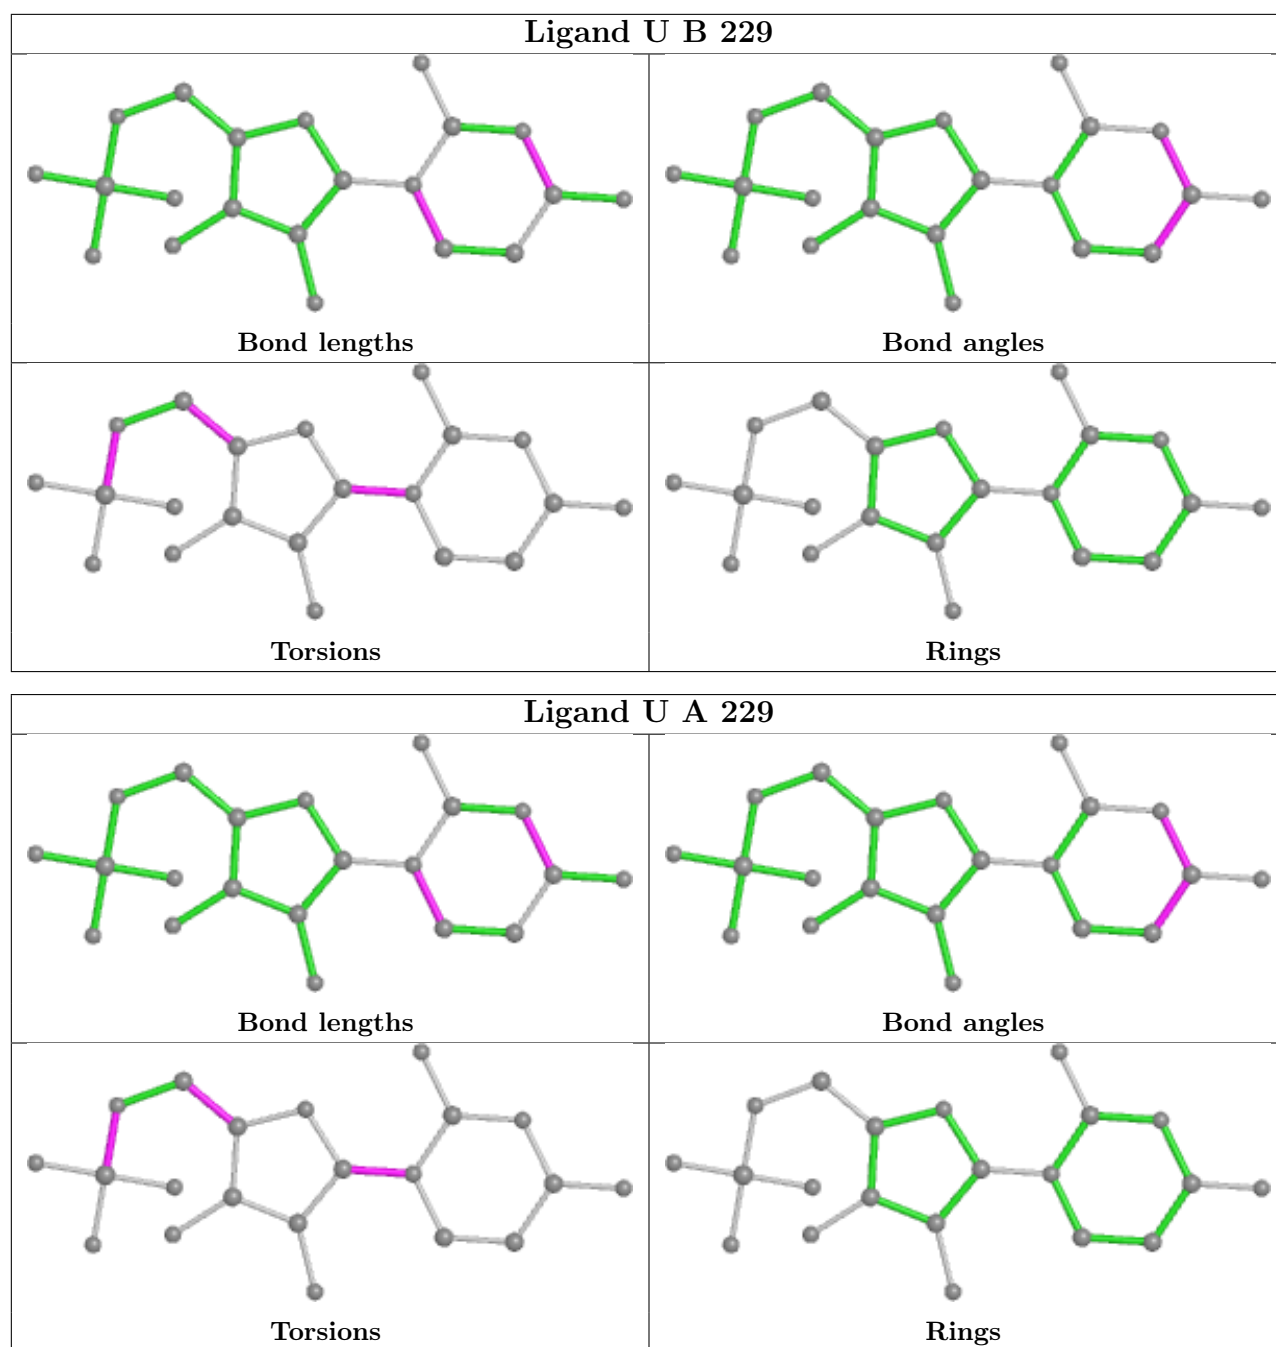 Ligand U B 229
Bond lengths
Bond angles
Torsions
Rings
Ligand U A 229
Bond lengths
Bond angles
Torsions
Rings